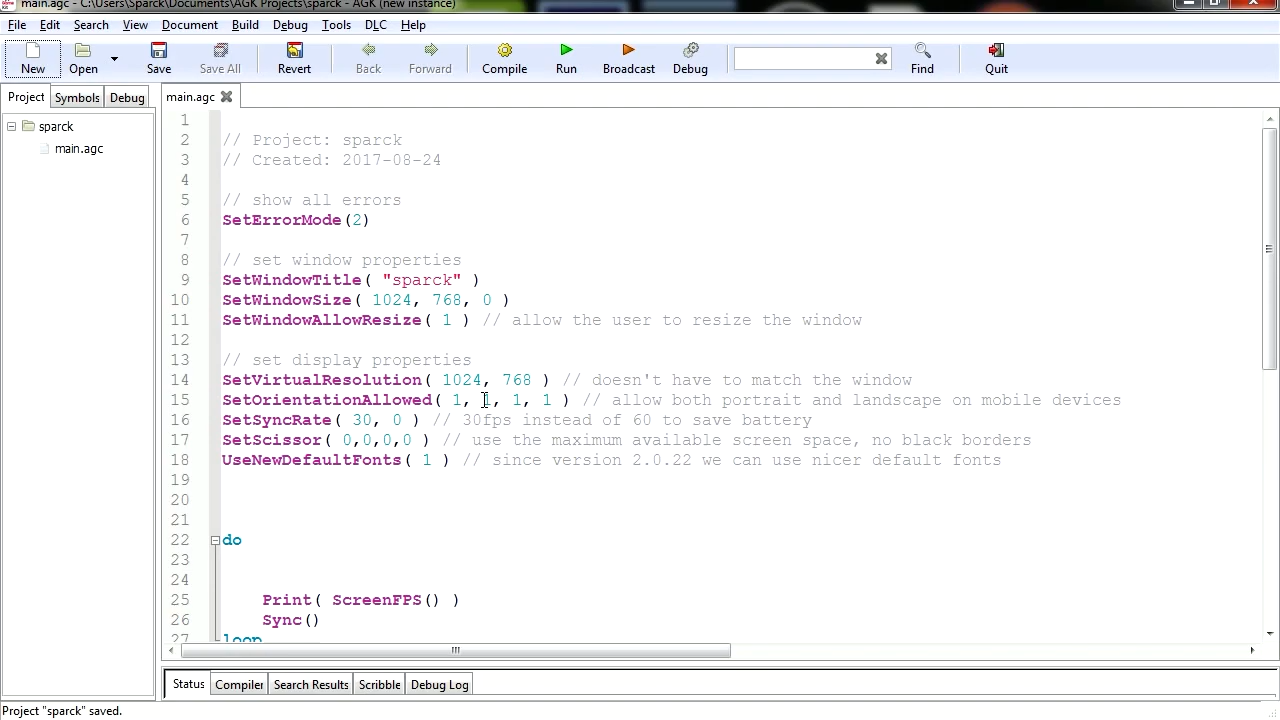 main.agc - C:\Users\Sparck\Documents\AGK Projects\sparck - AGK (new instance)
File Edit Search View Document Build Debug Tools DLC Help
New Open Save Save All Revert Back Forward Compile Run Broadcast Debug Find Quit
Project Symbols Debug main.agc
sparck
main.agc
1
2 // Project: sparck
3 // Created: 2017-08-24
4
5 // show all errors
6 SetErrorMode(2)
7
8 // set window properties
9 SetWindowTitle( "sparck" )
10 SetWindowSize( 1024, 768, 0 )
11 SetWindowAllowResize( 1 ) // allow the user to resize the window
12
13 // set display properties
14 SetVirtualResolution( 1024, 768 ) // doesn't have to match the window
15 SetOrientationAllowed( 1, 1, 1, 1 ) // allow both portrait and landscape on mobile devices
16 SetSyncRate( 30, 0 ) // 30fps instead of 60 to save battery
17 SetScissor( 0,0,0,0 ) // use the maximum available screen space, no black borders
18 UseNewDefaultFonts( 1 ) // since version 2.0.22 we can use nicer default fonts
19
20
21
22 do
23
24
25 Print( ScreenFPS() )
26 Sync()
27 loop
Status Compiler Search Results Scribble Debug Log
Project "sparck" saved.